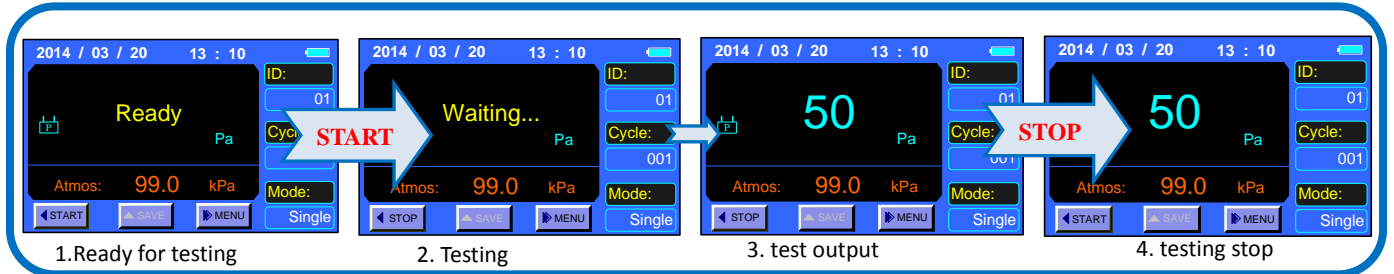 2014 / 03 / 20 13 : 10
ID:
01
Ready
P
Pa
Atmos: 99.0 kPa
Mode:
START SAVE MENU
Single
1.Ready for testing
START
2014 / 03 / 20 13 : 10
ID:
01
Waiting...
Pa
Cycle:
001
Atmos: 99.0 kPa
Mode:
STOP SAVE MENU
Single
2. Testing
2014 / 03 / 20 13 : 10
ID:
01
50
P
Pa
Cycle:
001
Atmos: 99.0 kPa
Mode:
STOP SAVE MENU
Single
3. test output
STOP
2014 / 03 / 20 13 : 10
ID:
01
50
Pa
Cycle:
001
Atmos: 99.0 kPa
Mode:
START SAVE MENU
Single
4. testing stop